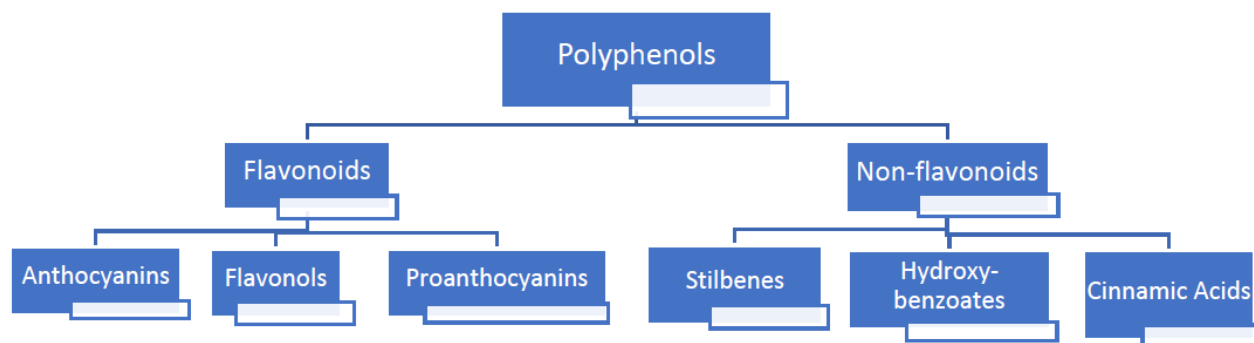 Polyphenols
Flavonoids
Non-flavonoids
Anthocyanins
Flavonols
Proanthocyanins
Stilbenes
Hydroxy-
benzoates
Cinnamic Acids